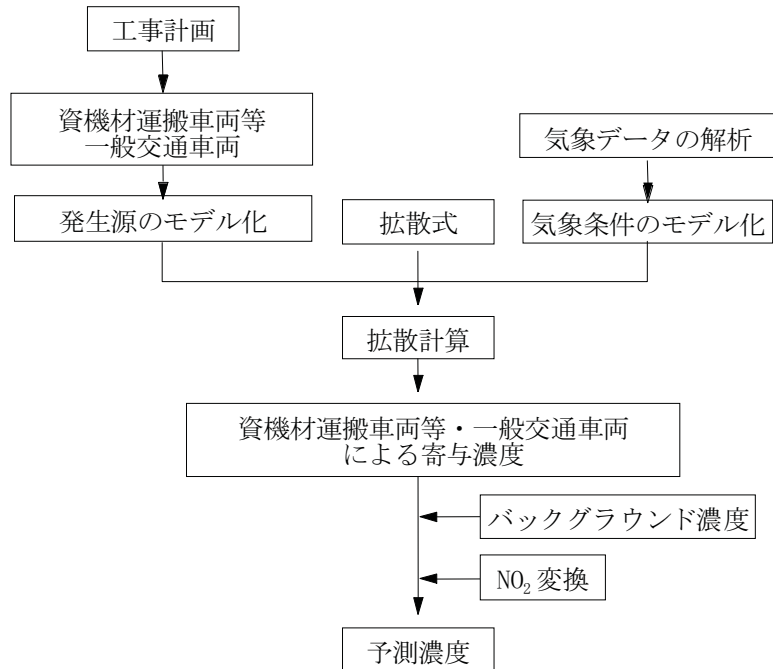 工事計画
資機材運搬車両等
一般交通車両
気象データの解析
発生源のモデル化
拡散式
気象条件のモデル化
拡散計算
資機材運搬車両等・一般交通車両
による寄与濃度
バックグラウンド濃度
NO₂変換
予測濃度